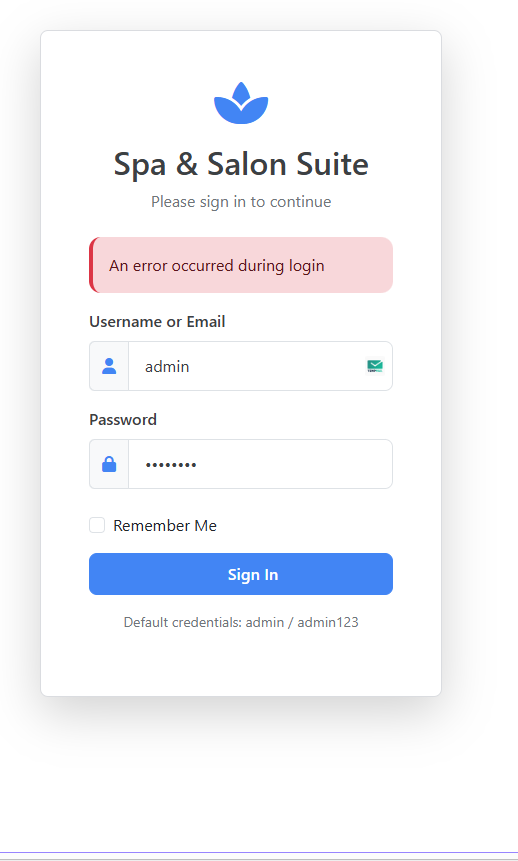 Spa & Salon Suite
Please sign in to continue
An error occurred during login
Username or Email
admin
Password
••••••••
Remember Me
Sign In
Default credentials: admin / admin123